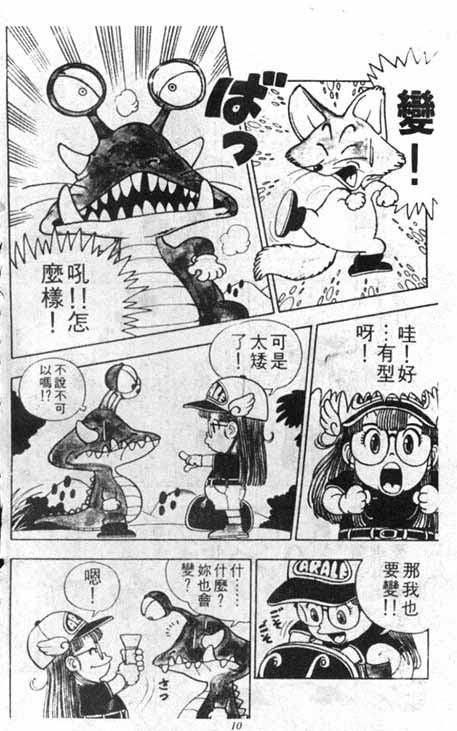 變！
ばっ
吼!!怎
麼樣！
哇！好
…有型
呀！
可是
太矮
了！
不說不可
以嗎!?
那我也
要變!!
ARALE
什……
什麼？
妳也會
變？
さっ
嗯！
10